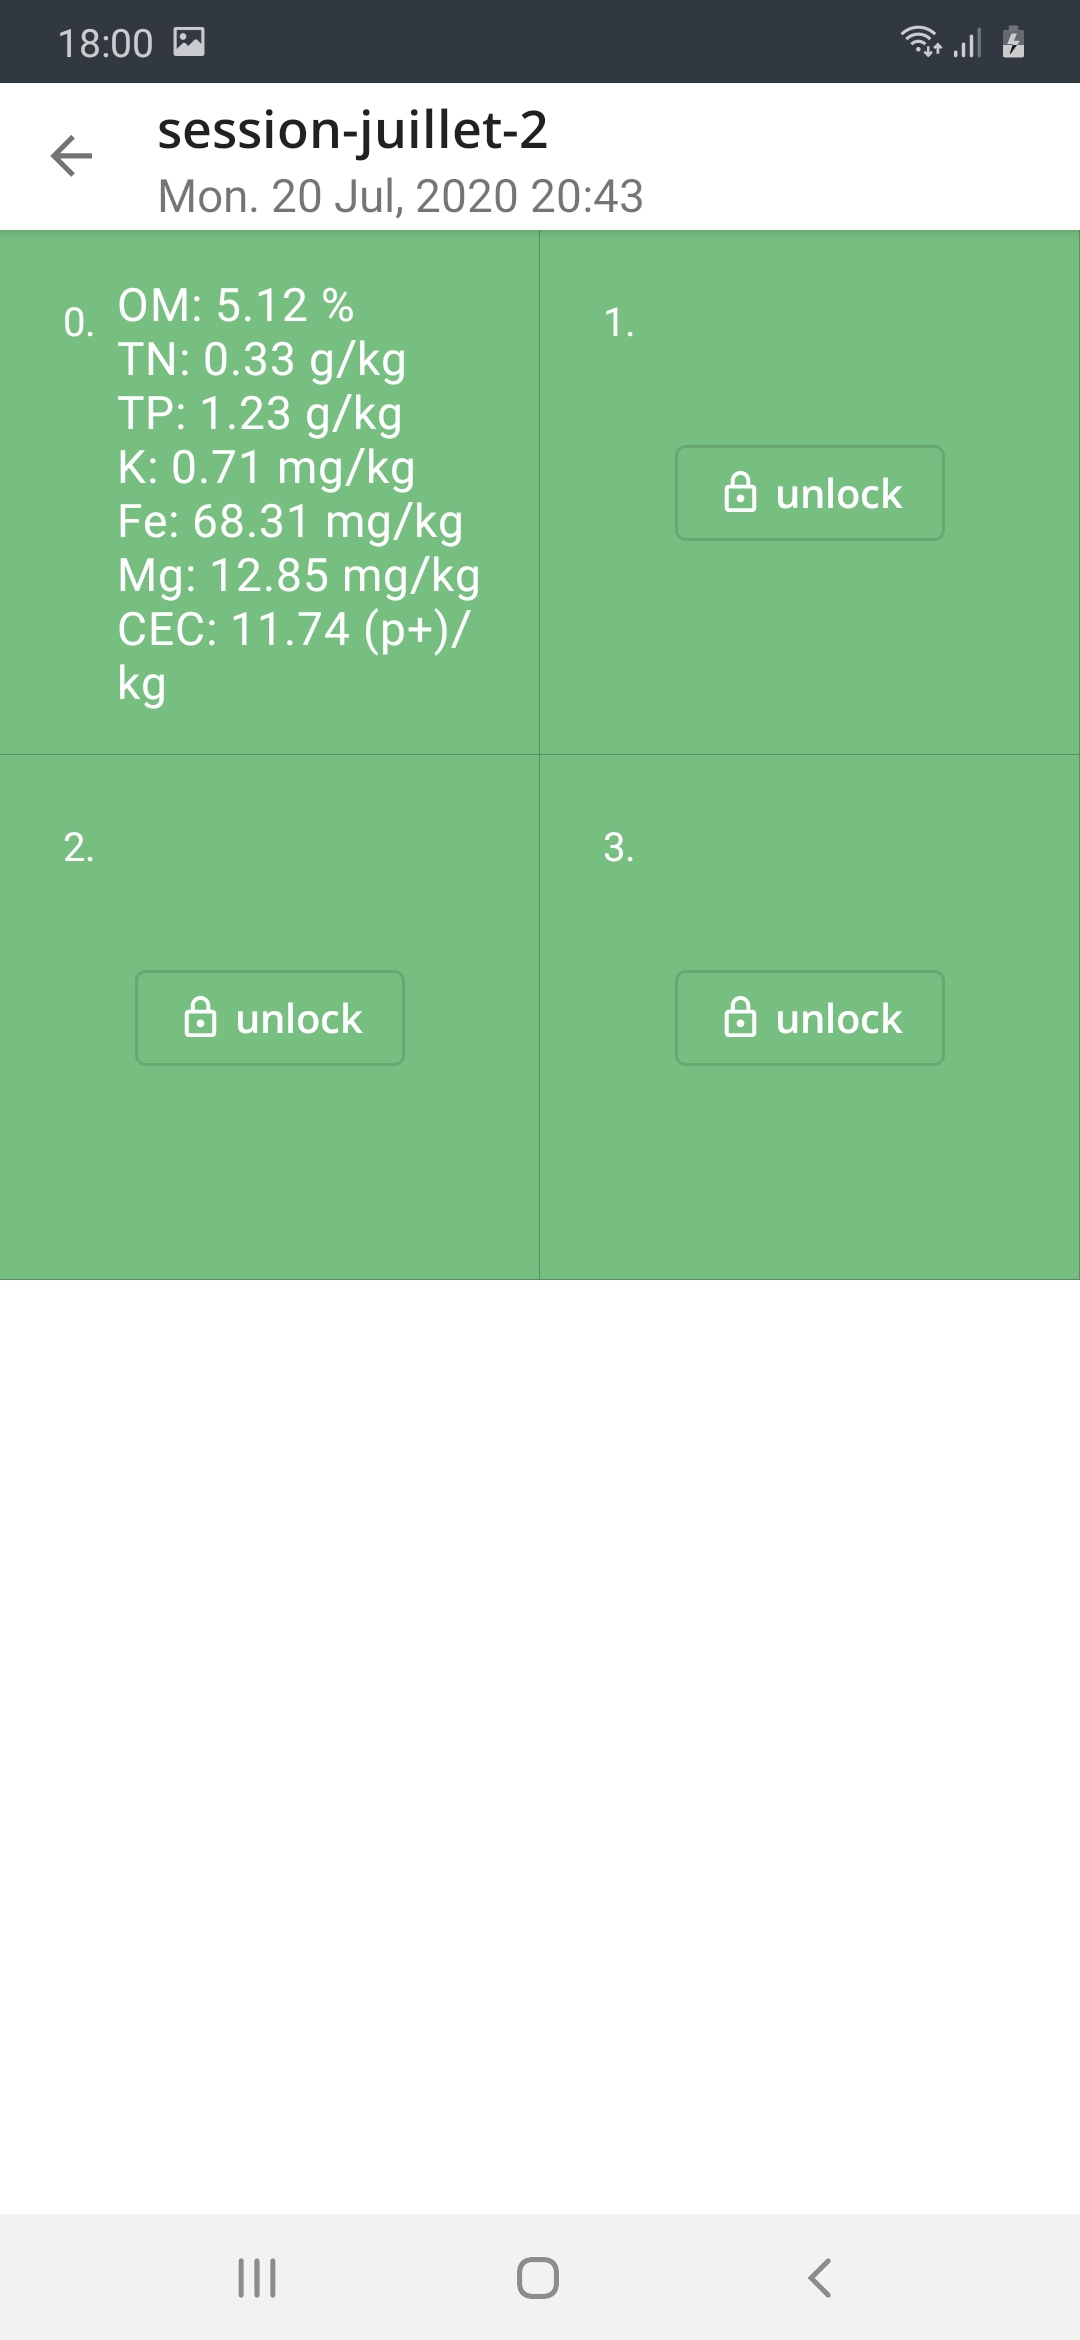 18:00
session-juillet-2
Mon. 20 Jul, 2020 20:43
0.
OM: 5.12 %
TN: 0.33 g/kg
TP: 1.23 g/kg
K: 0.71 mg/kg
Fe: 68.31 mg/kg
Mg: 12.85 mg/kg
CEC: 11.74 (p+)/
kg
1.
unlock
2.
unlock
3.
unlock